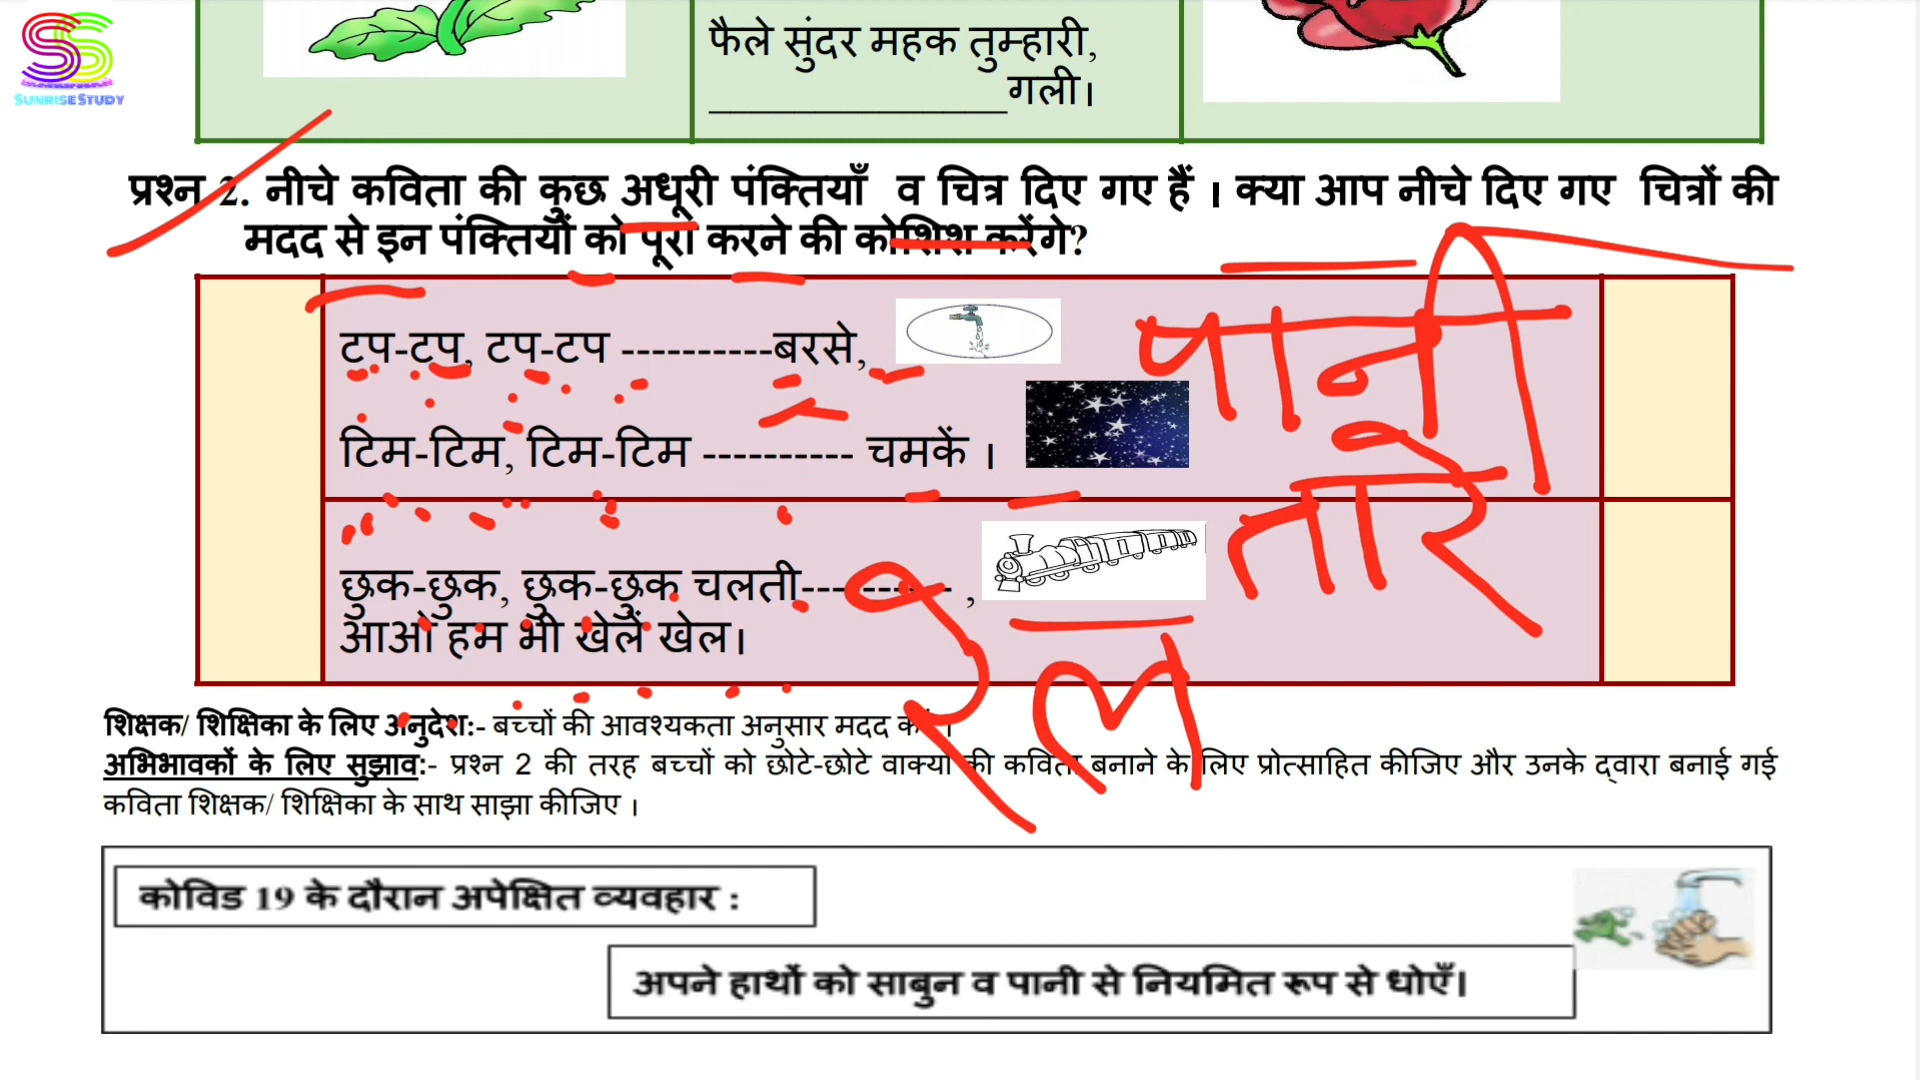 SUNRISE STUDY
फैले सुंदर महक तुम्हारी,
______________गली।
प्रश्न 2. नीचे कविता की कुछ अधूरी पंक्तियाँ व चित्र दिए गए हैं । क्या आप नीचे दिए गए चित्रों की
मदद से इन पंक्तियों को पूरा करने की कोशिश करेंगे?
टप-टप, टप-टप ----------बरसे,
पानी
टिम-टिम, टिम-टिम ---------- चमकें ।
तारे
छुक-छुक, छुक-छुक चलती---------- ,
रेल
आओ हम भी खेलें खेल।
शिक्षक/ शिक्षिका के लिए अनुदेश:- बच्चों की आवश्यकता अनुसार मदद करें ।
अभिभावकों के लिए सुझाव:- प्रश्न 2 की तरह बच्चों को छोटे-छोटे वाक्यों की कविता बनाने के लिए प्रोत्साहित कीजिए और उनके द्वारा बनाई गई
कविता शिक्षक/ शिक्षिका के साथ साझा कीजिए ।
कोविड 19 के दौरान अपेक्षित व्यवहार :
अपने हाथों को साबुन व पानी से नियमित रूप से धोएँ।